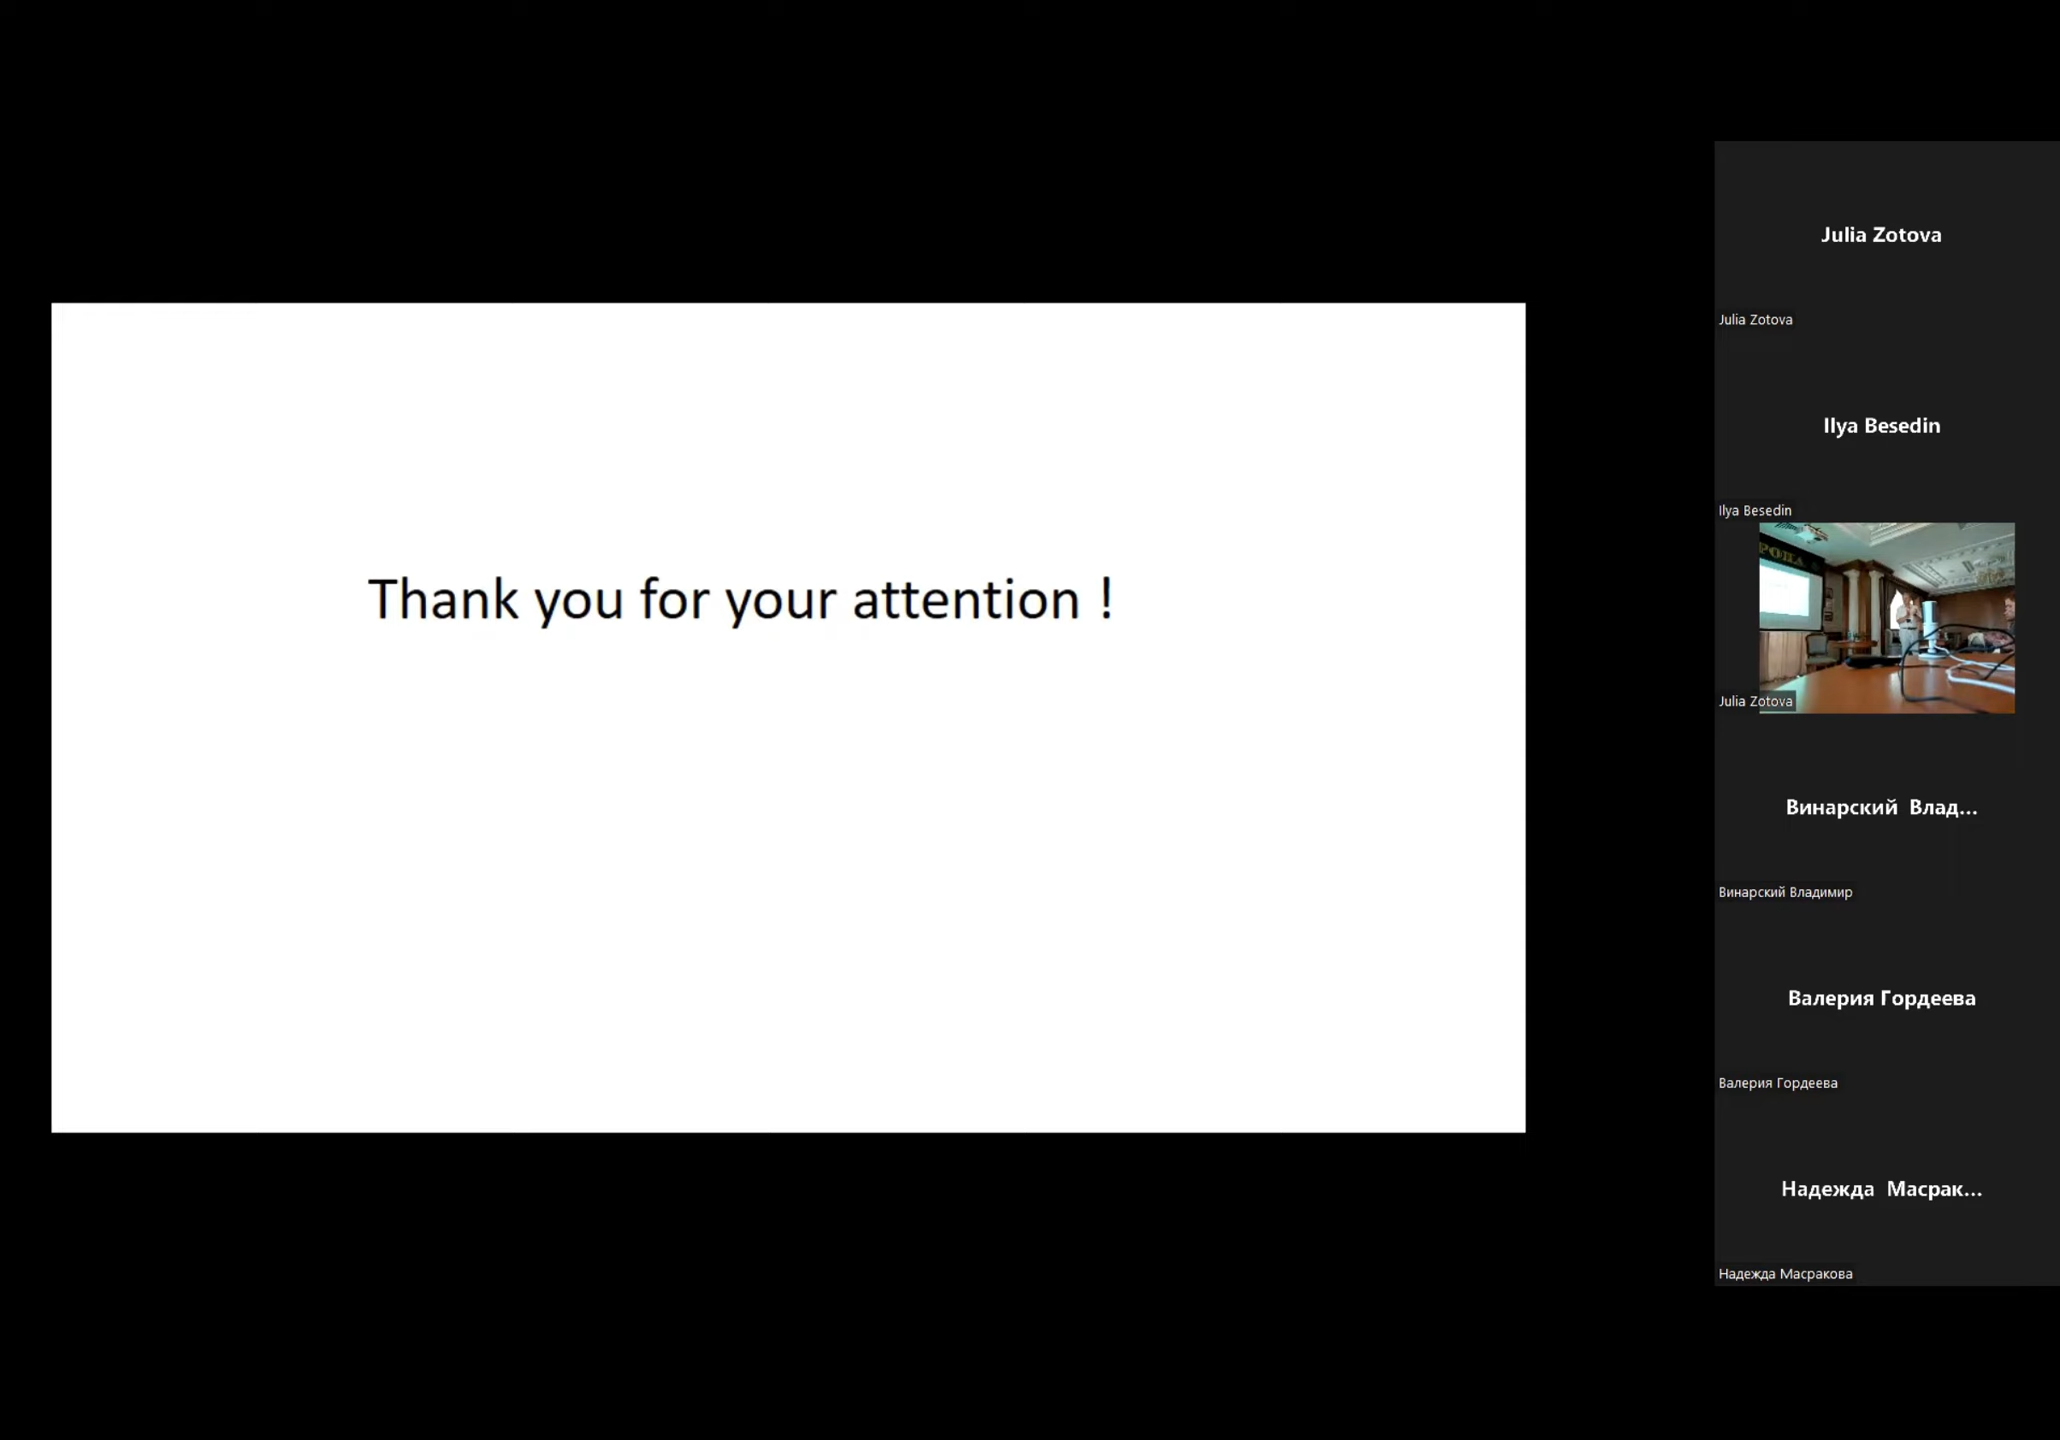 Thank you for your attention !
Julia Zotova
Julia Zotova
Ilya Besedin
Ilya Besedin
РОНА
Julia Zotova
Винарский Влад...
Винарский Владимир
Валерия Гордеева
Валерия Гордеева
Надежда Масрак...
Надежда Масракова